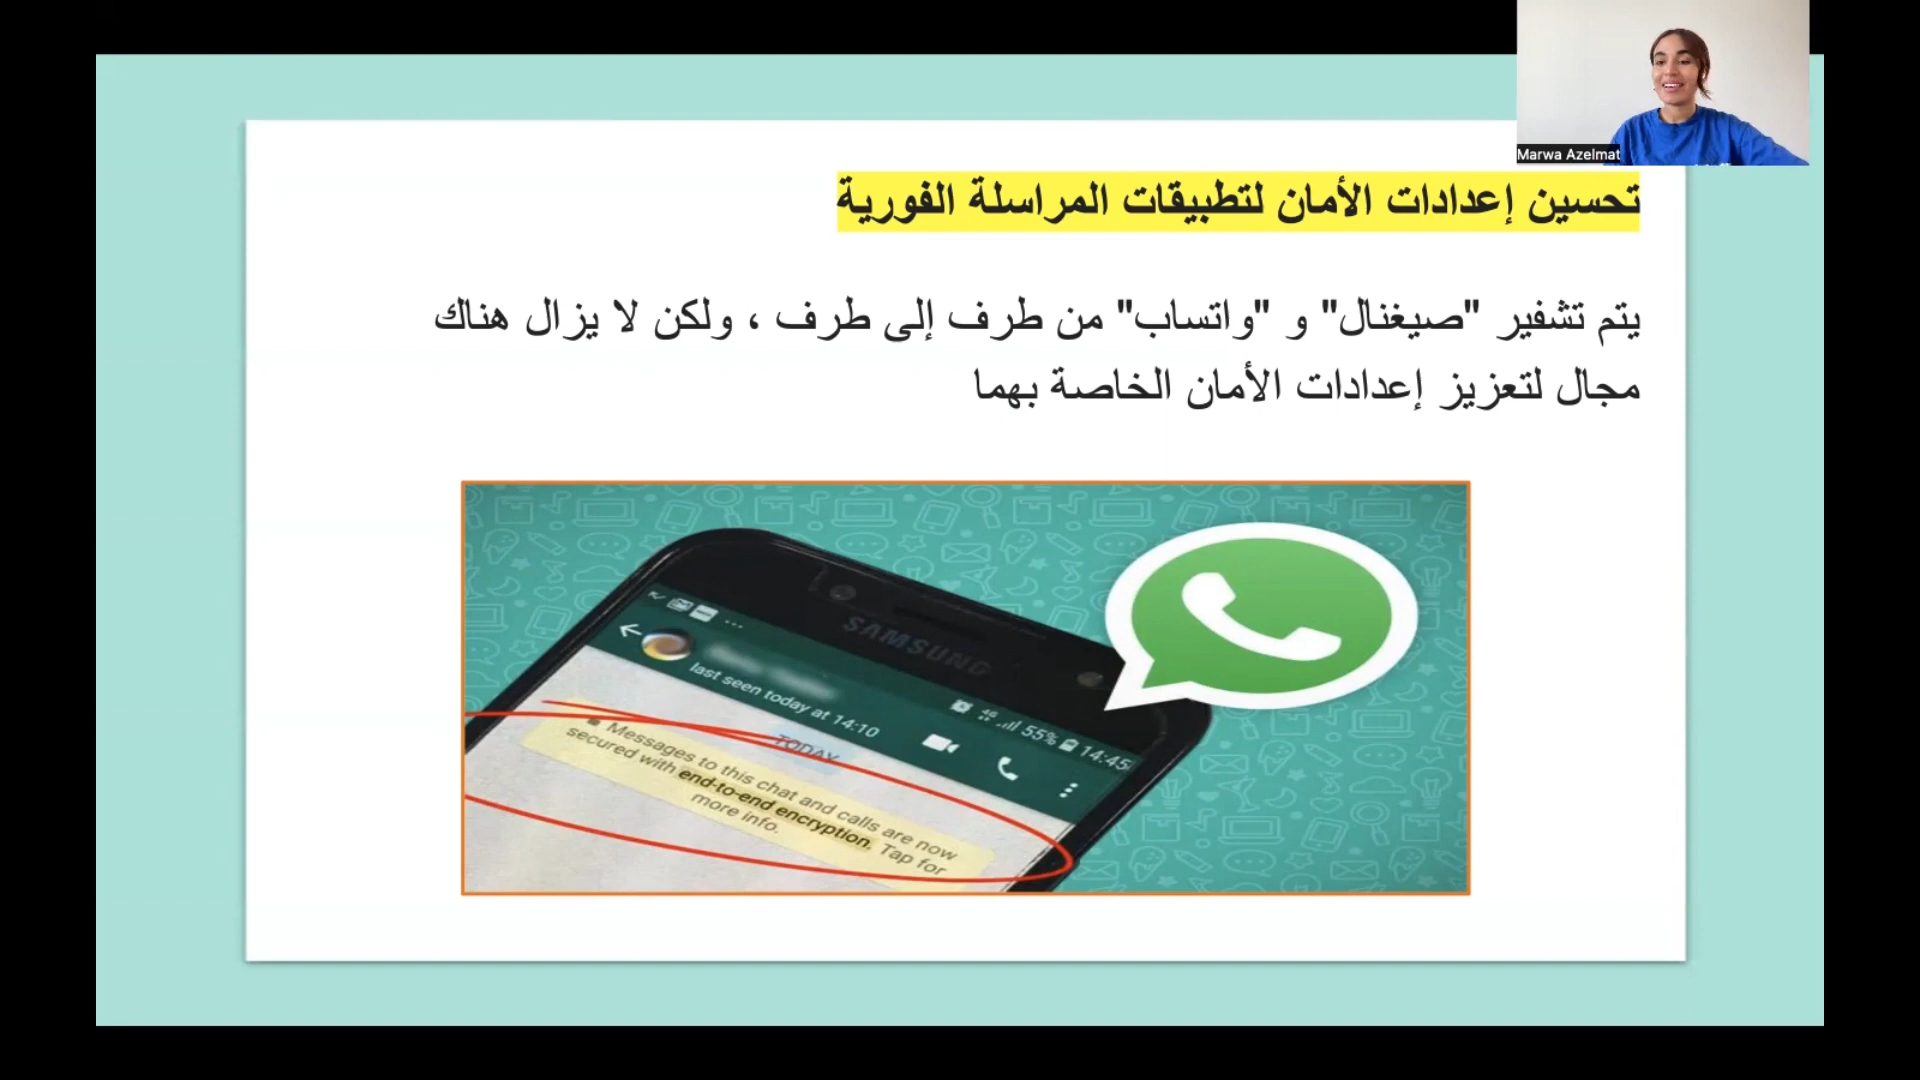 Marwa Azelmat
تحسين إعدادات الأمان لتطبيقات المراسلة الفورية
يتم تشفير "صيغنال" و "واتساب" من طرف إلى طرف ، ولكن لا يزال هناك
مجال لتعزيز إعدادات الأمان الخاصة بهما
SAMSUNG
4G 55% 14:45
last seen today at 14:10
TODAY
Messages to this chat and calls are now
secured with end-to-end encryption. Tap for
more info.